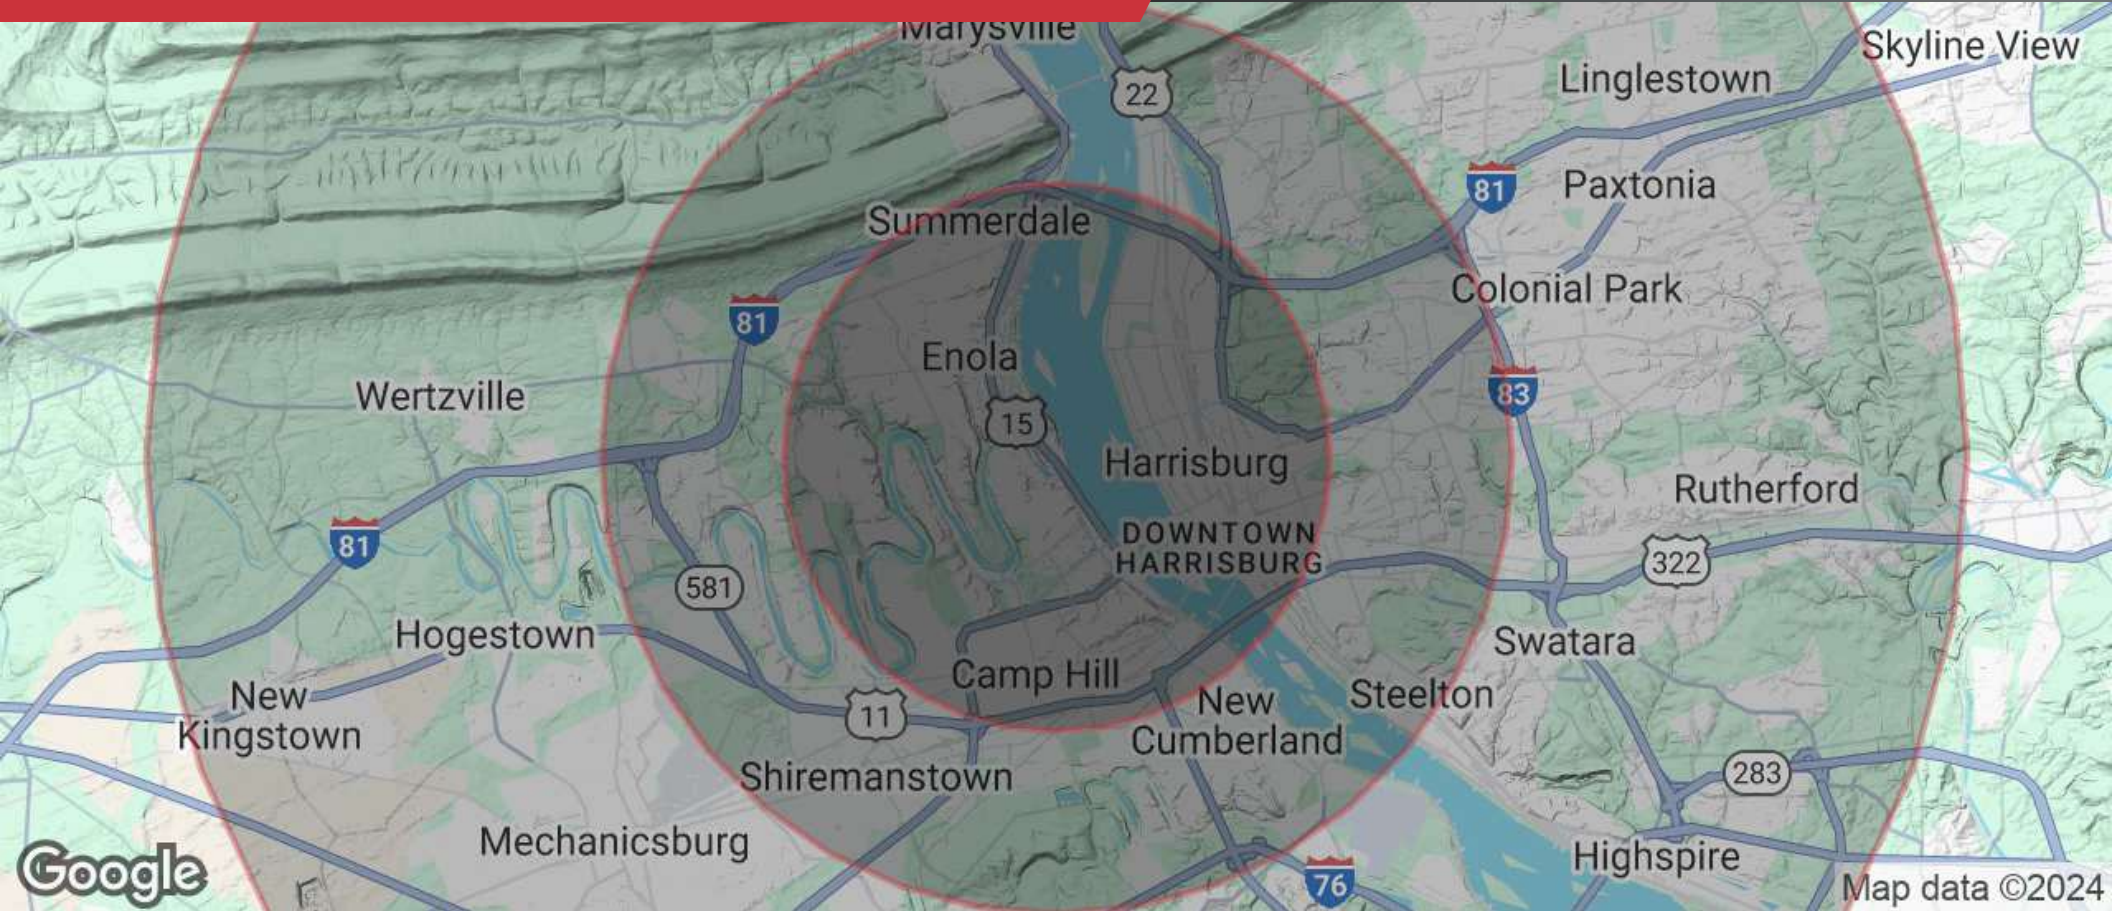 Marysville
Skyline View
Linglestown
22
81
Paxtonia
Summerdale
Colonial Park
81
Enola
83
Wertzville
15
Harrisburg
Rutherford
DOWNTOWN
HARRISBURG
81
322
581
Hogestown
Swatara
Camp Hill
New
Kingstown
Steelton
New
Cumberland
11
283
Shiremanstown
Mechanicsburg
Highspire
76
Google
Map data ©2024